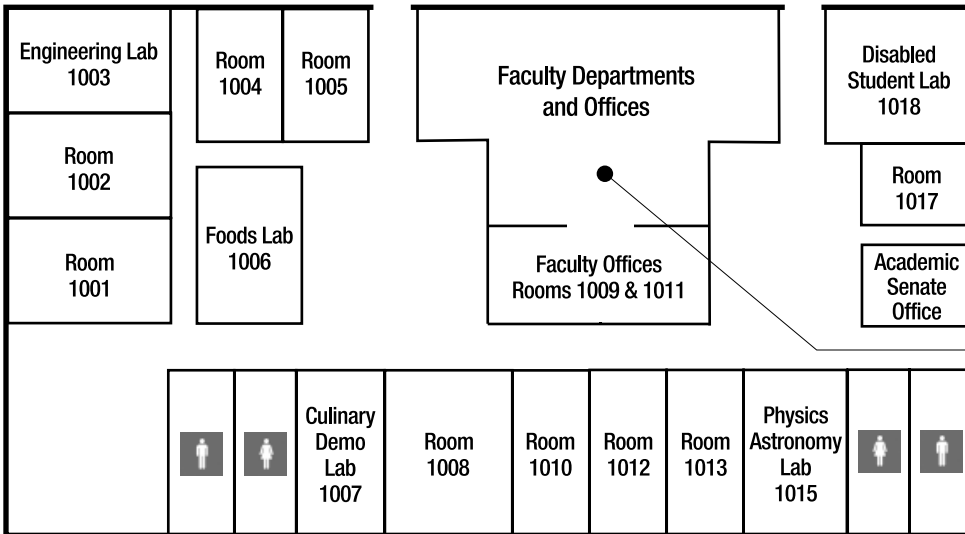 Engineering Lab
1003
Room
1004
Room
1005
Faculty Departments
and Offices
Disabled
Student Lab
1018
Room
1002
Room
1017
Foods Lab
1006
Room
1001
Faculty Offices
Rooms 1009 & 1011
Academic
Senate
Office
Culinary
Demo
Lab
1007
Room
1008
Room
1010
Room
1012
Room
1013
Physics
Astronomy
Lab
1015